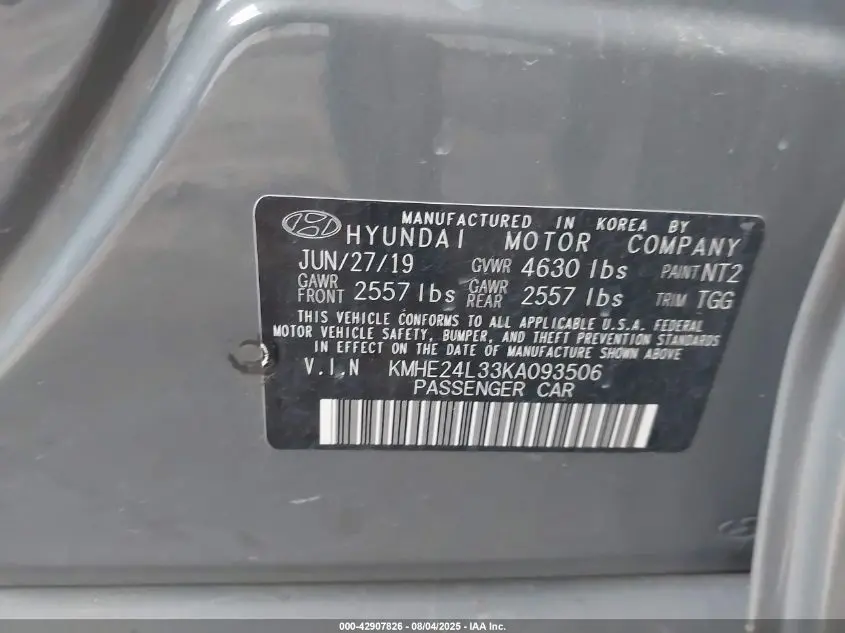 MANUFACTURED IN KOREA BY
HYUNDAI MOTOR COMPANY
JUN/27/19 GVWR 4630 lbs PAINT NT2
GAWR FRONT 2557 lbs GAWR REAR 2557 lbs TRIM TGG
THIS VEHICLE CONFORMS TO ALL APPLICABLE U.S.A. FEDERAL
MOTOR VEHICLE SAFETY, BUMPER, AND THEFT PREVENTION STANDARDS
IN EFFECT ON THE DATE OF MANUFACTURE SHOWN ABOVE
V.I.N KMHE24L33KA093506
PASSENGER CAR
000-42907826 - 08/04/2025 - IAA Inc.